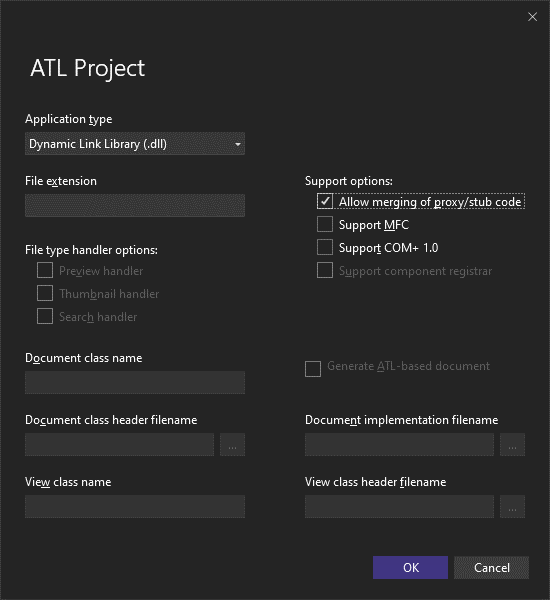 ATL Project
Application type
Dynamic Link Library (.dll)
File extension
Support options:
Allow merging of proxy/stub code
Support MFC
Support COM+ 1.0
Support component registrar
File type handler options:
Preview handler
Thumbnail handler
Search handler
Document class name
Generate ATL-based document
Document class header filename
...
Document implementation filename
...
View class name
View class header filename
...
OK
Cancel